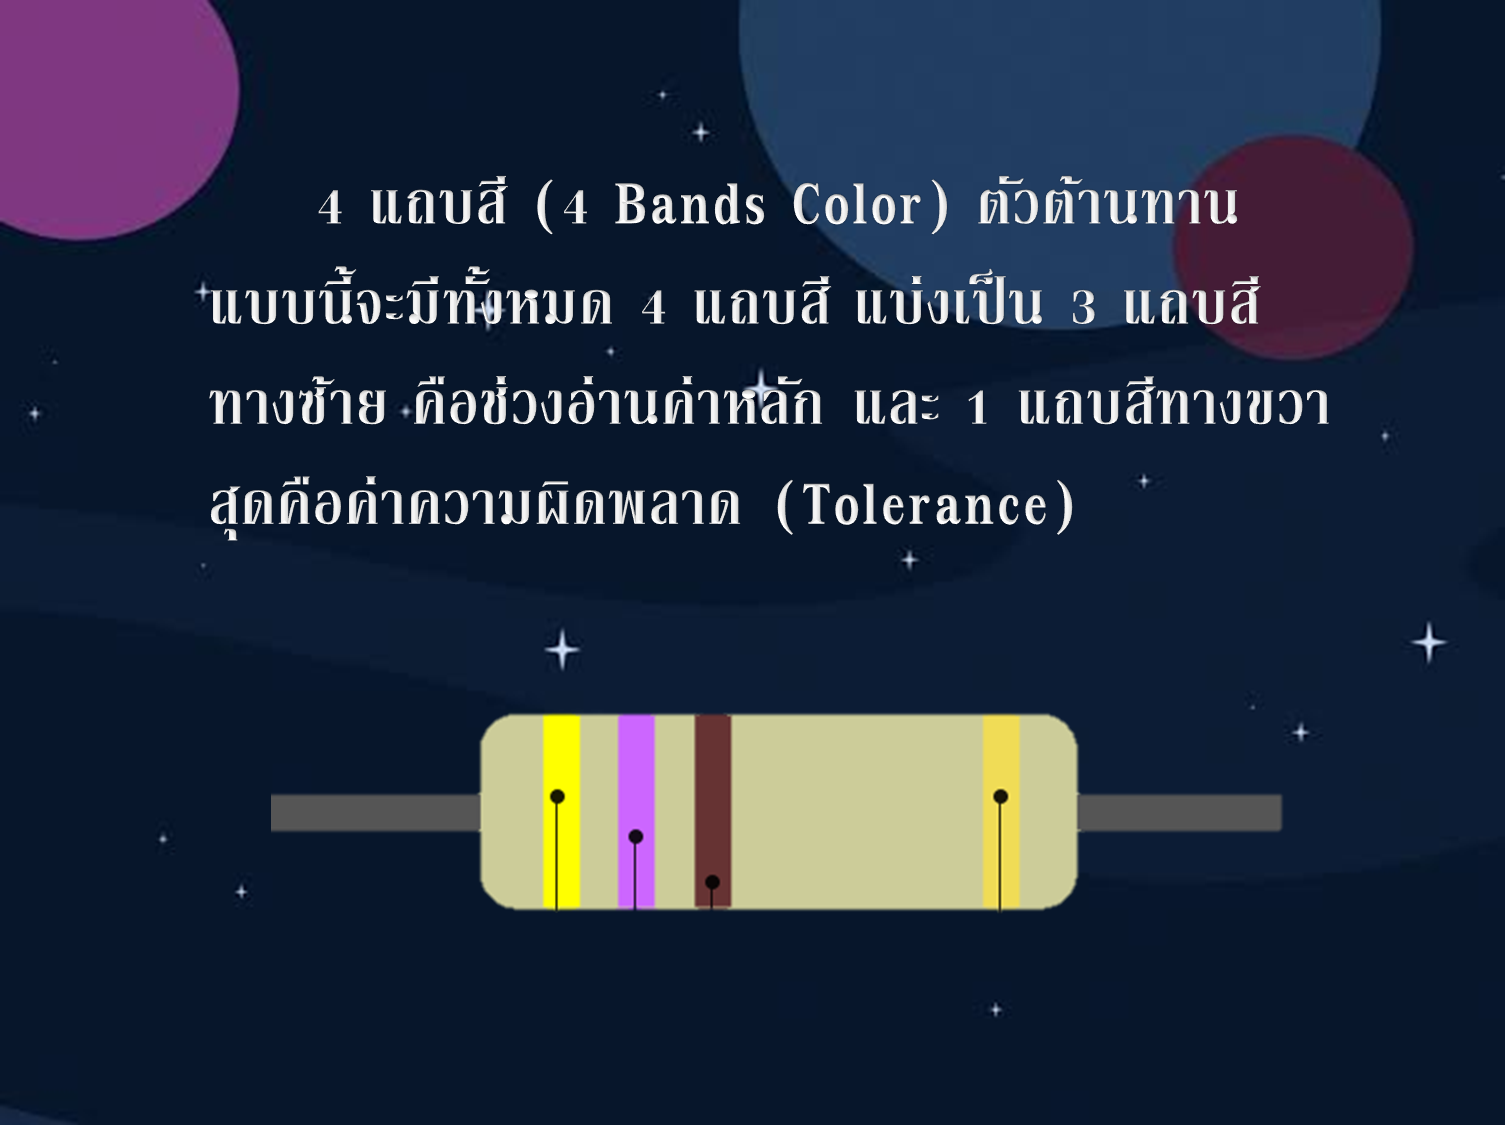 4 แถบสี (4 Bands Color) ตัวต้านทาน
แบบนี้จะมีทั้งหมด 4 แถบสี แบ่งเป็น 3 แถบสี
ทางซ้าย คือช่วงอ่านค่าหลัก และ 1 แถบสีทางขวา
สุดคือค่าความผิดพลาด (Tolerance)